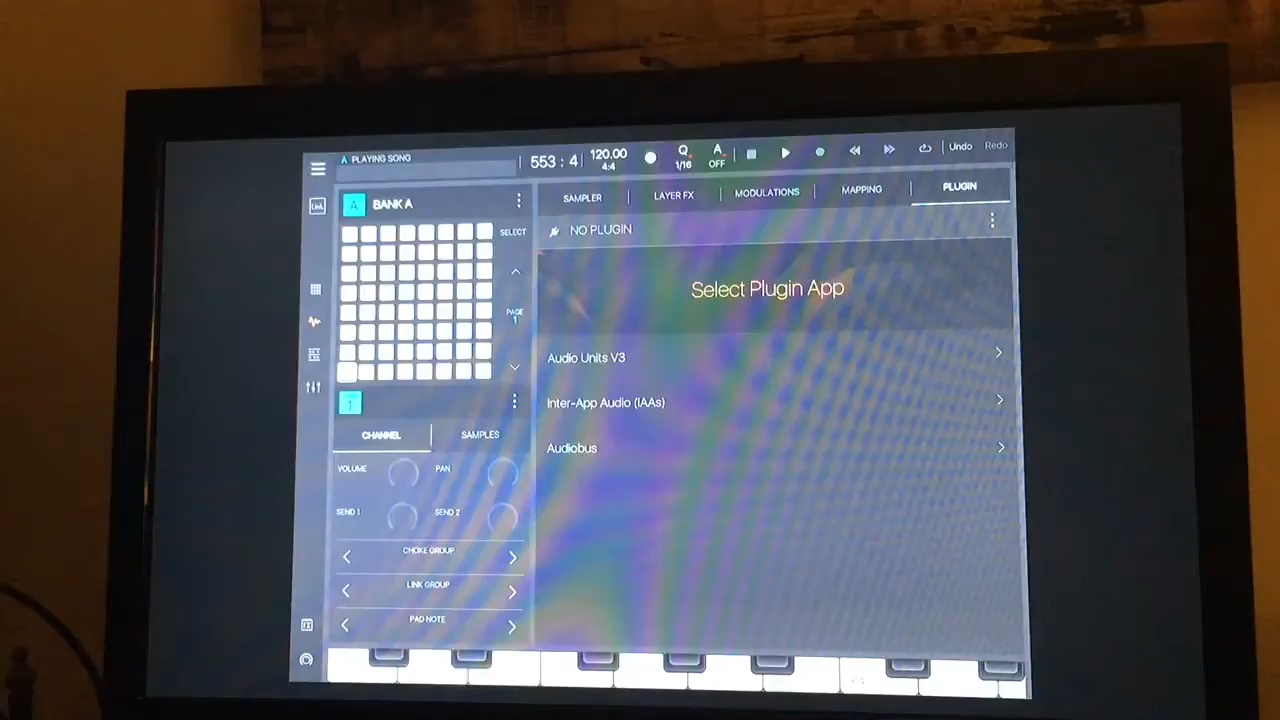 A PLAYING SONG
553 : 4
120.00
4:4
Q
1/16
A
OFF
Undo
Redo
Link
A BANK A
SELECT
PAGE
1
1
CHANNEL
SAMPLES
VOLUME
PAN
SEND 1
SEND 2
CHOKE GROUP
LINK GROUP
PAD NOTE
SAMPLER
LAYER FX
MODULATIONS
MAPPING
PLUGIN
NO PLUGIN
Select Plugin App
Audio Units V3
Inter-App Audio (IAAs)
Audiobus